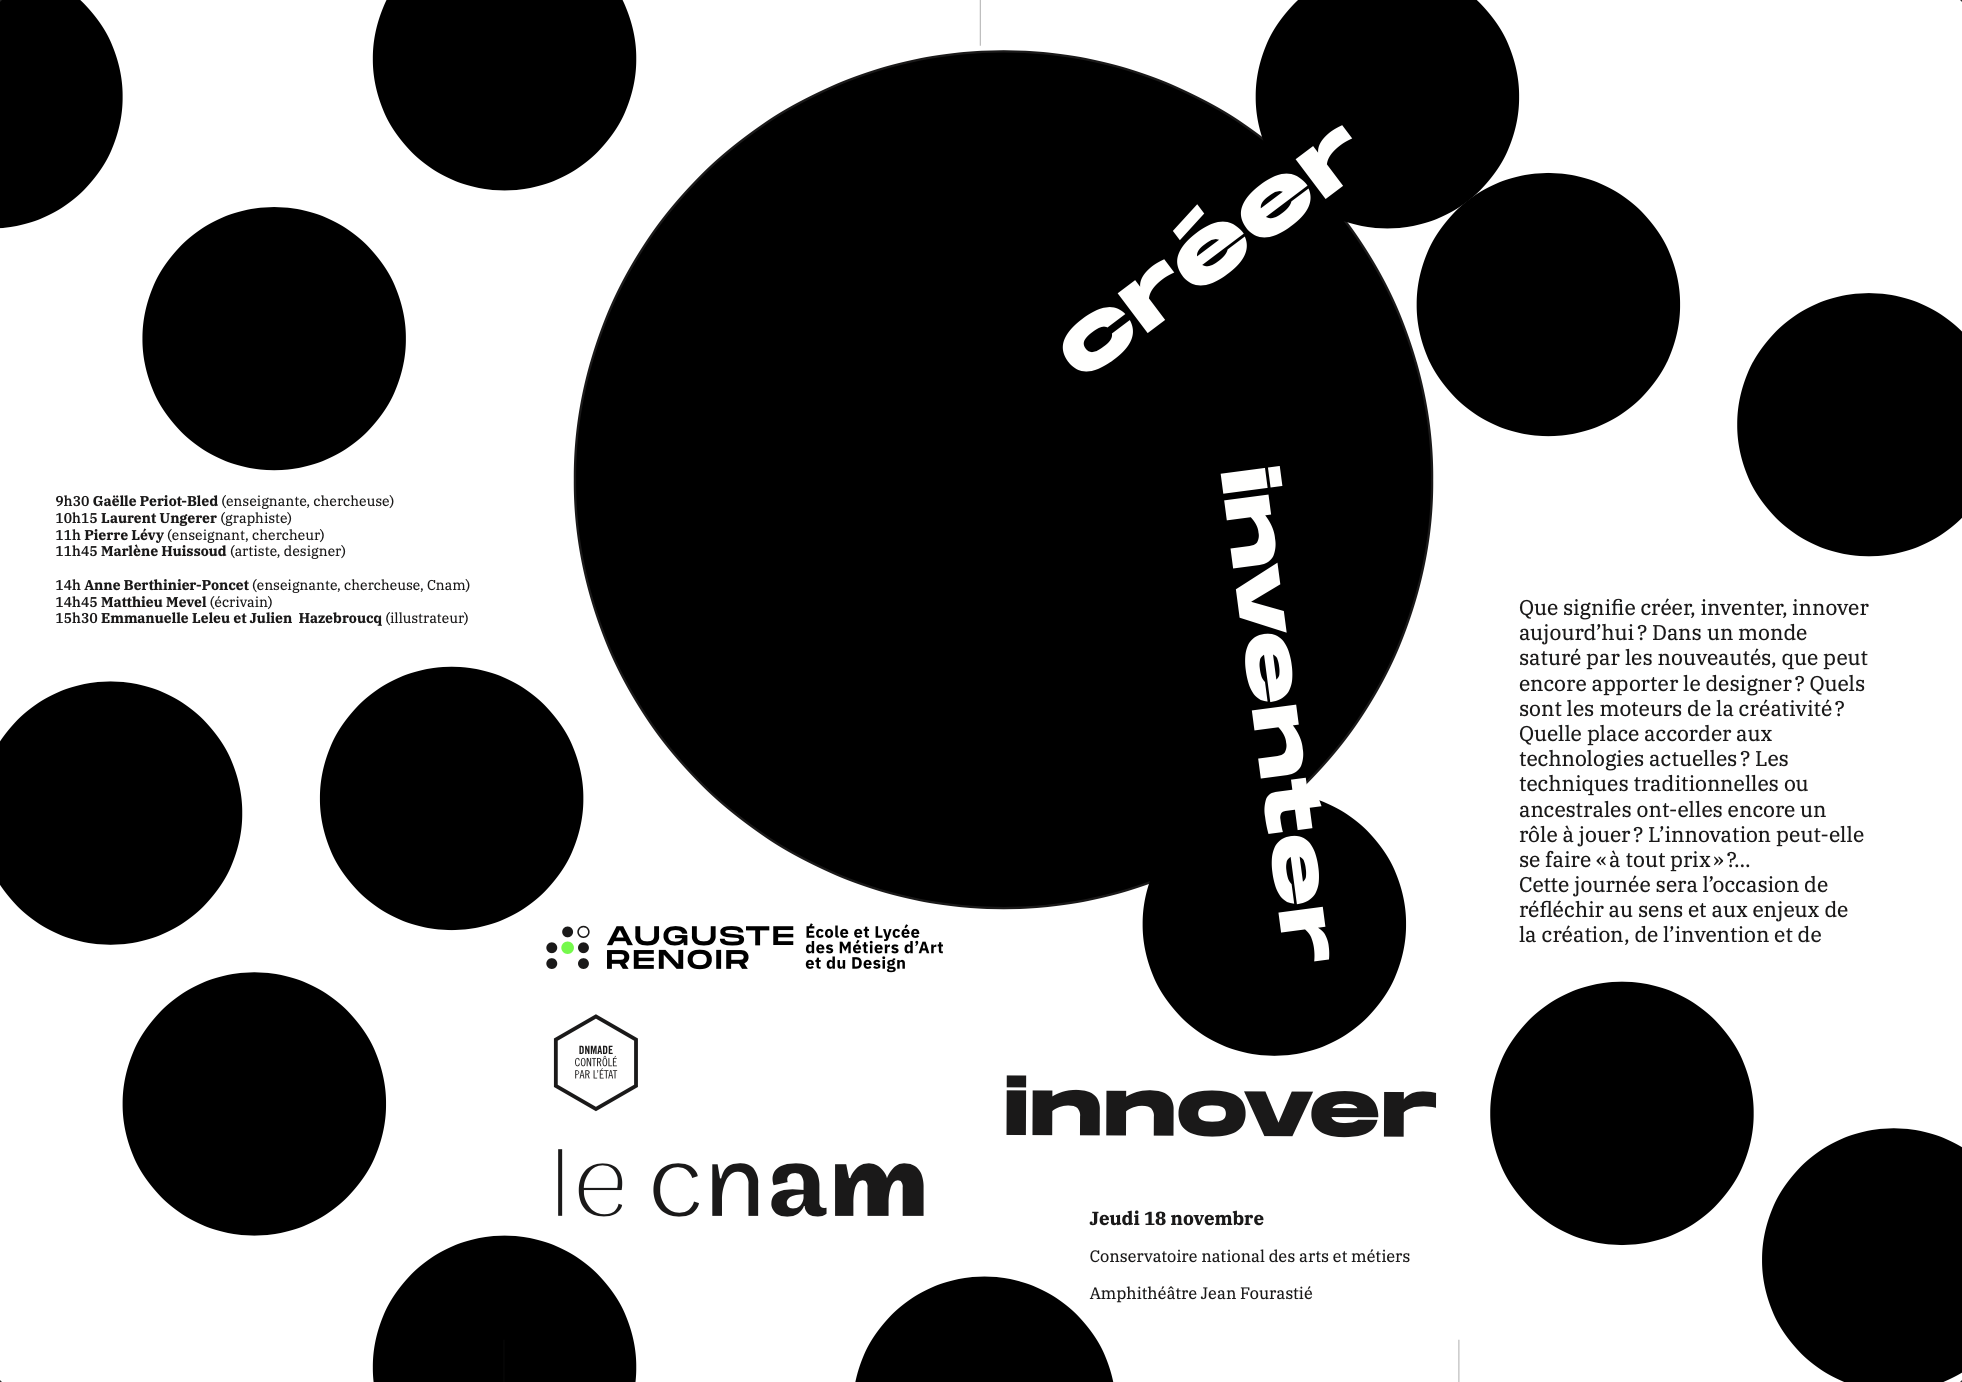 créer
inventer
innover
9h30 Gaëlle Periot-Bled (enseignante, chercheuse)
10h15 Laurent Ungerer (graphiste)
11h Pierre Lévy (enseignant, chercheur)
11h45 Marlène Huissoud (artiste, designer)
14h Anne Berthinier-Poncet (enseignante, chercheuse, Cnam)
14h45 Matthieu Mevel (écrivain)
15h30 Emmanuelle Leleu et Julien  Hazebroucq (illustrateur)
AUGUSTE
RENOIR
École et Lycée
des Métiers d’Art
et du Design
DNMADE
CONTRÔLÉ
PAR L'ÉTAT
le cnam
Jeudi 18 novembre
Conservatoire national des arts et métiers
Amphithéâtre Jean Fourastié
Que signifie créer, inventer, innover
aujourd’hui ? Dans un monde
saturé par les nouveautés, que peut
encore apporter le designer ? Quels
sont les moteurs de la créativité ?
Quelle place accorder aux
technologies actuelles ? Les
techniques traditionnelles ou
ancestrales ont-elles encore un
rôle à jouer ? L’innovation peut-elle
se faire « à tout prix » ?...
Cette journée sera l’occasion de
réfléchir au sens et aux enjeux de
la création, de l’invention et de